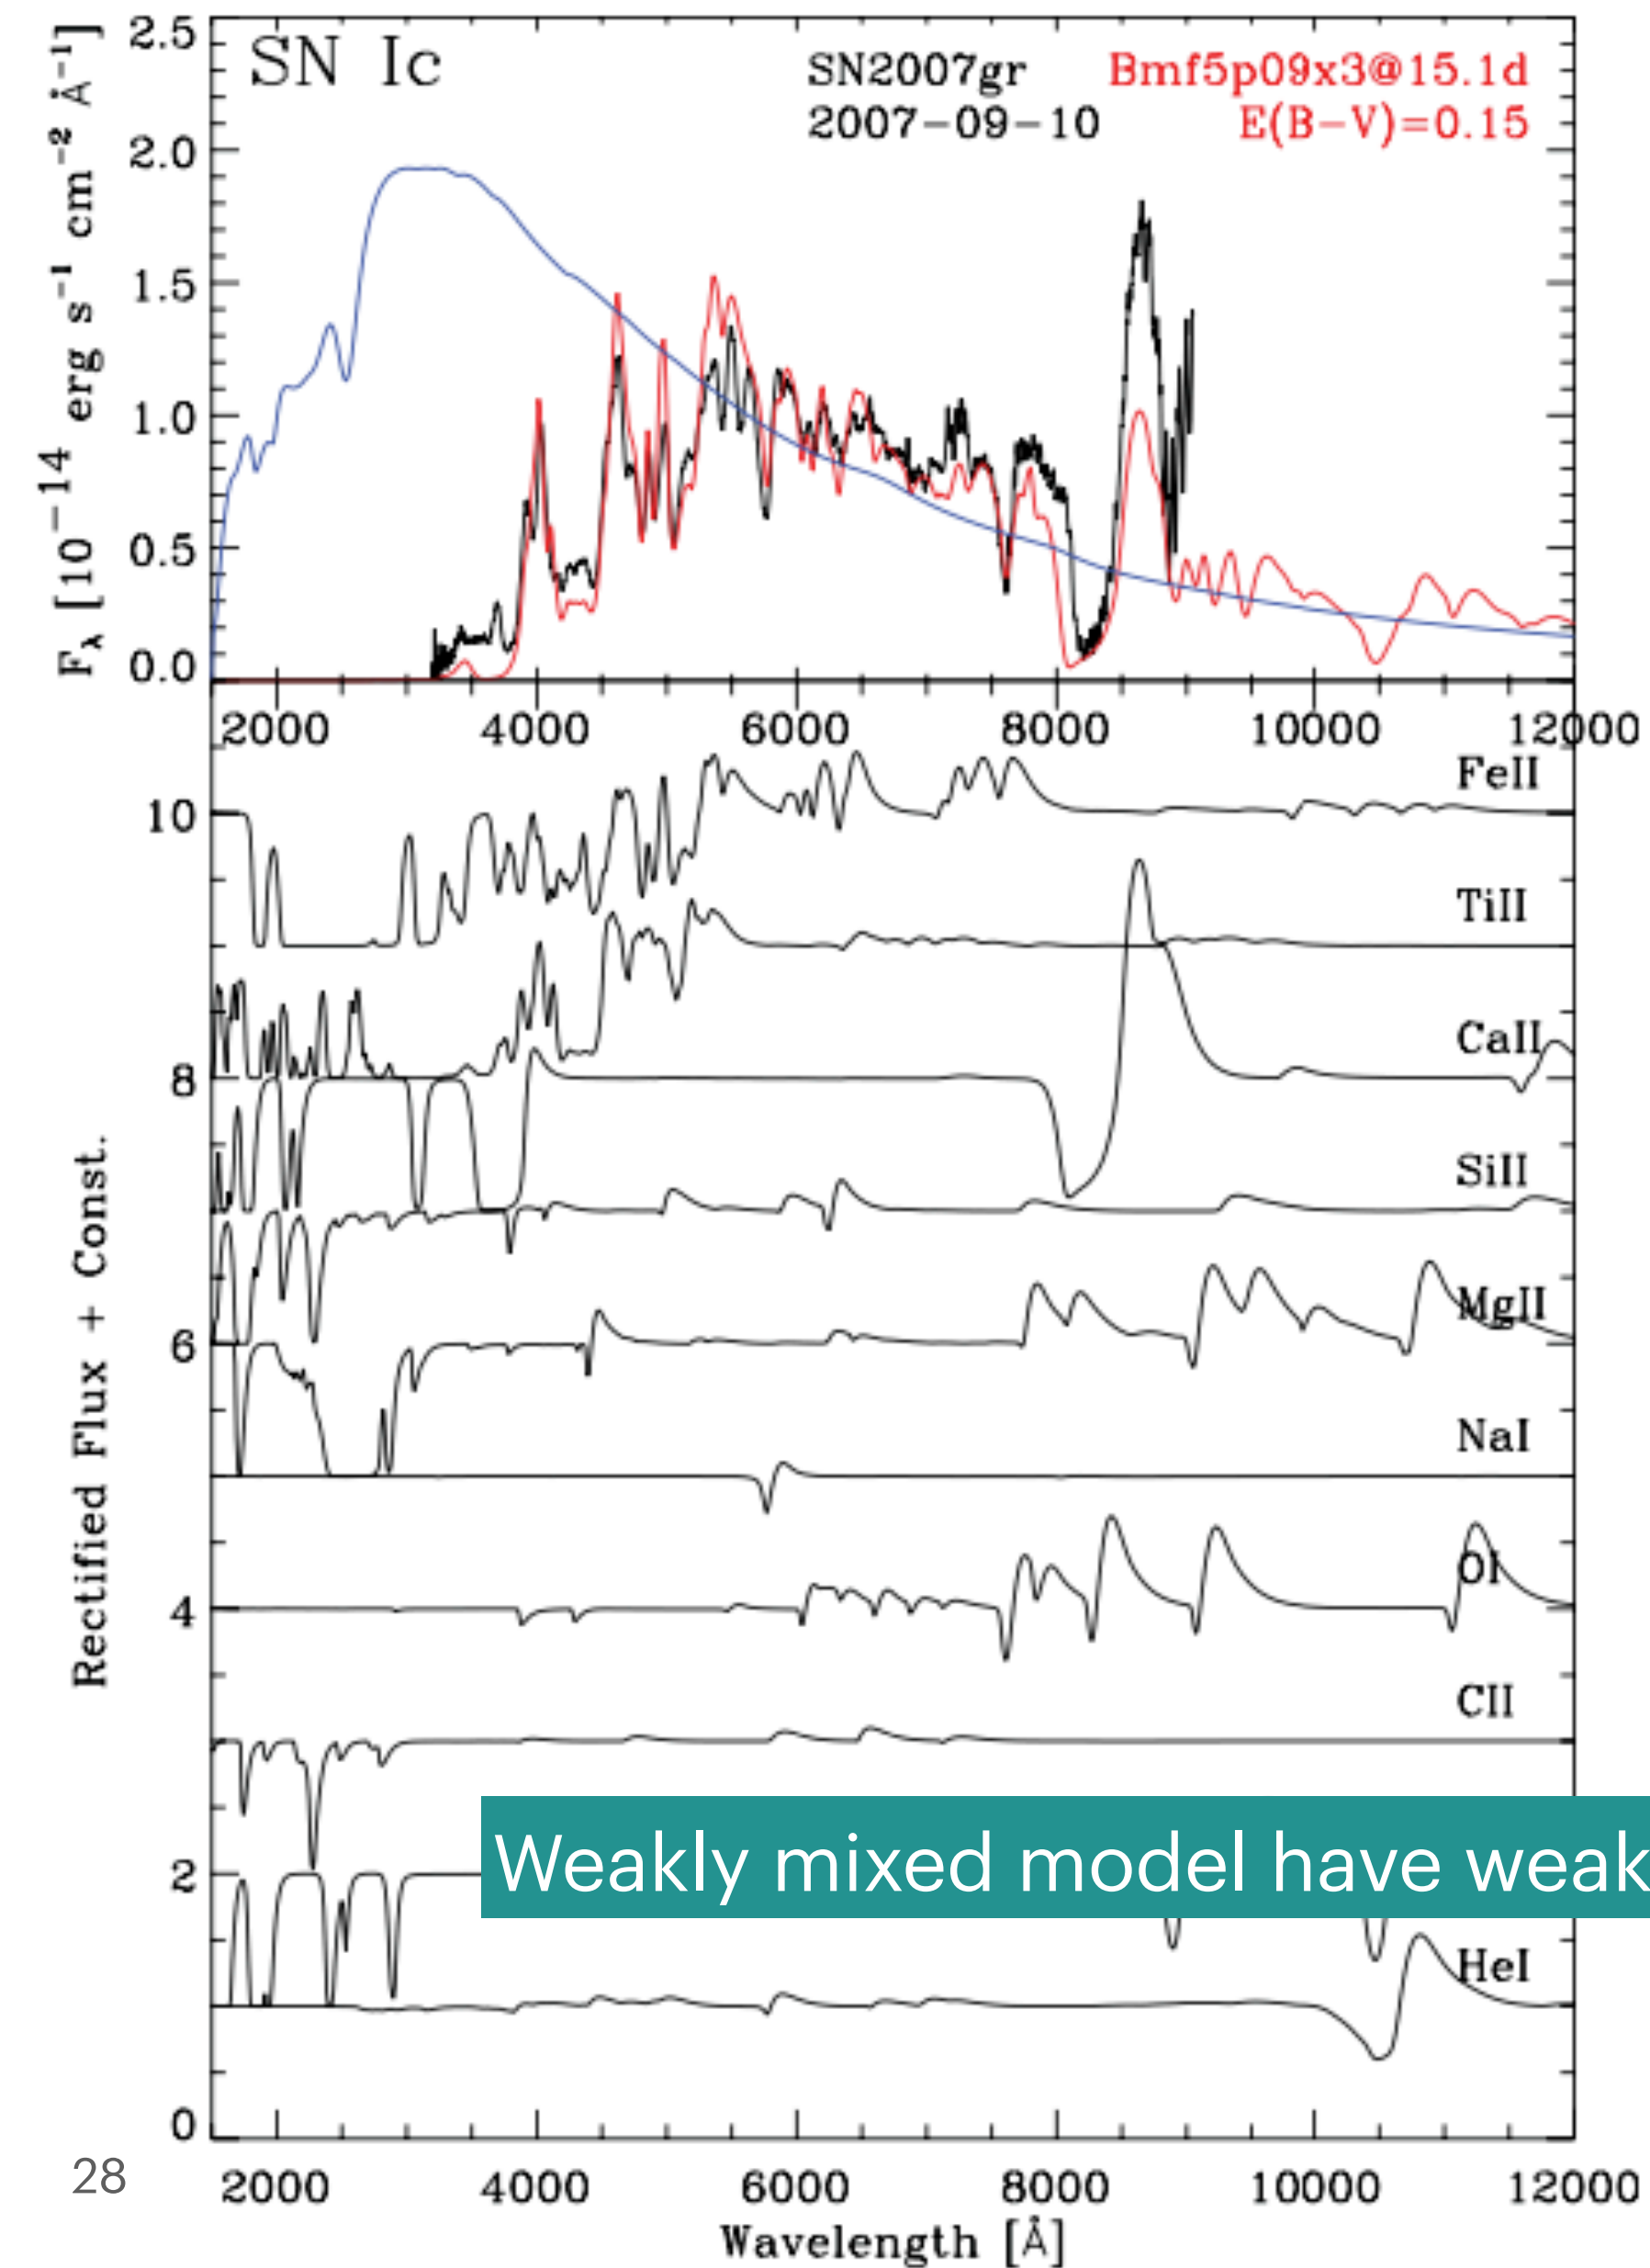 2.5
SN Ic
SN2007gr
Bmf5p09x3@15.1d
2007-09-10
E(B-V)=0.15
2.0
1.5
1.0
0.5
0.0
Fλ [10⁻¹⁴ erg s⁻¹ cm⁻² Å⁻¹]
2000 4000 6000 8000 10000 12000
FeII
10
TiII
CaII
8
SiII
MgII
6
NaI
OI
4
CII
Weakly mixed model have weak
2
HeI
0
Rectified Flux + Const.
2000 4000 6000 8000 10000 12000
Wavelength [Å]
28